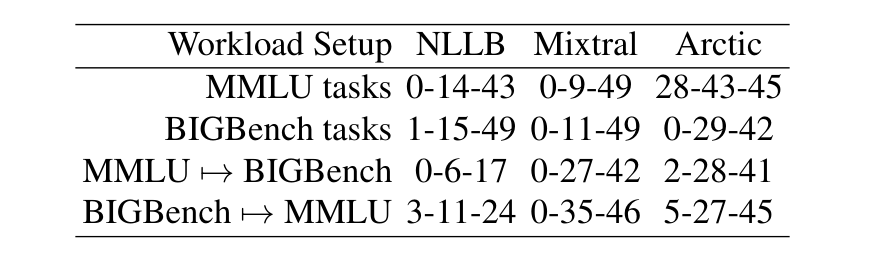 Workload Setup NLLB Mixtral Arctic
MMLU tasks 0-14-43 0-9-49 28-43-45
BIGBench tasks 1-15-49 0-11-49 0-29-42
MMLU ↦ BIGBench 0-6-17 0-27-42 2-28-41
BIGBench ↦ MMLU 3-11-24 0-35-46 5-27-45